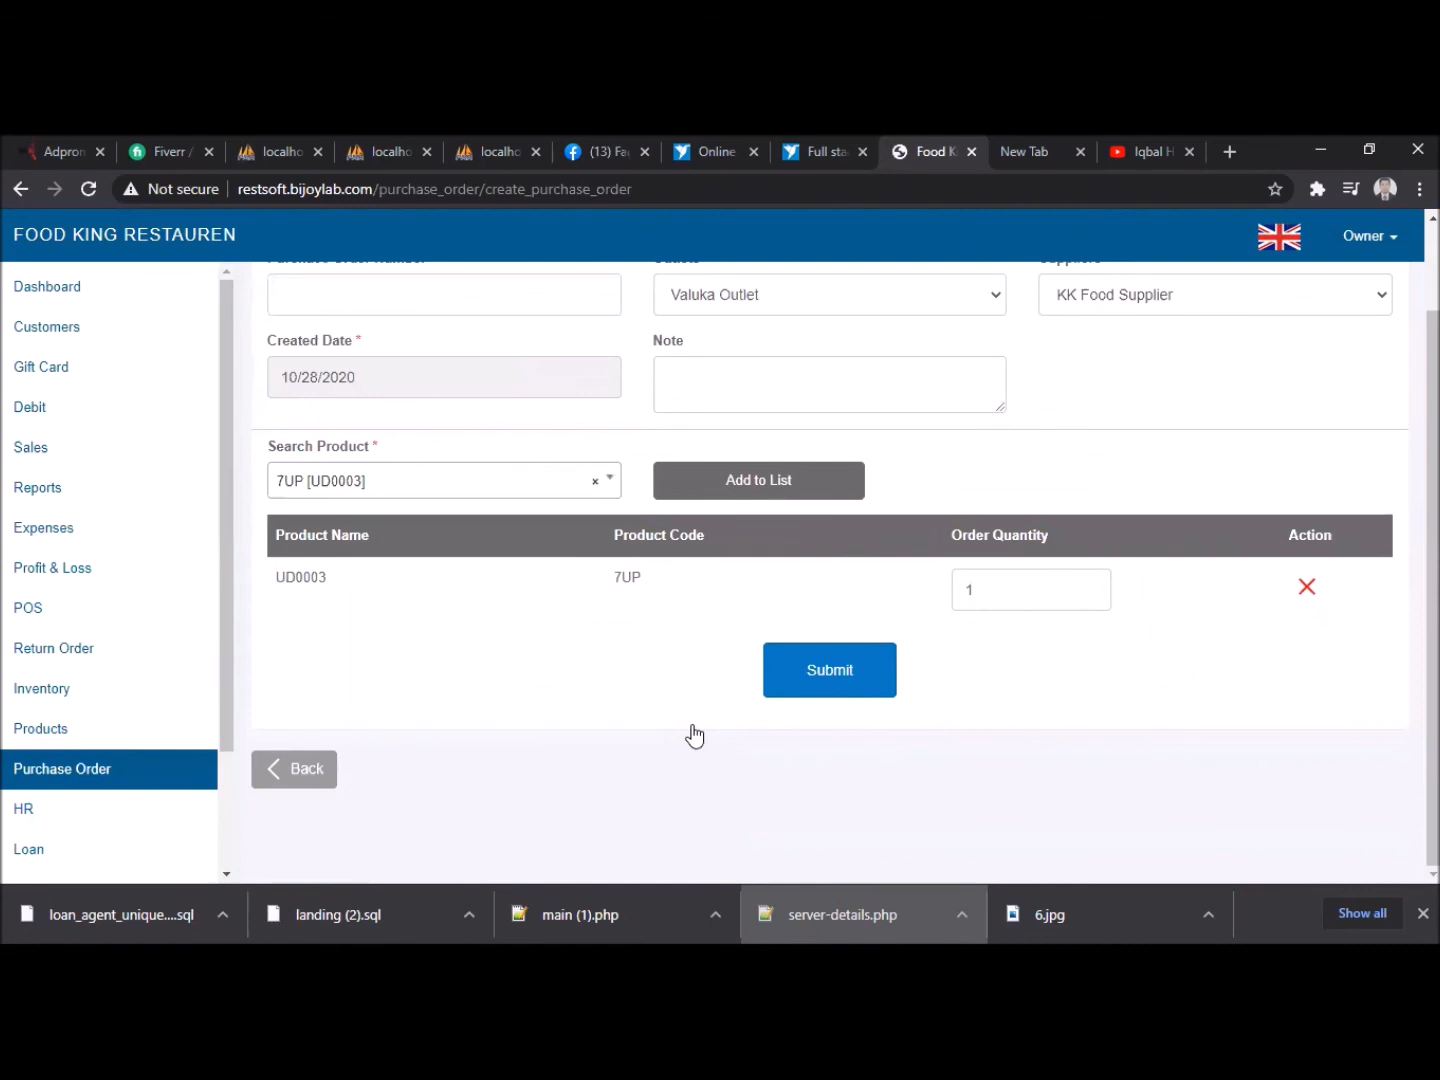 Adpron
Fiverr /
localho
localho
localho
(13) Fa
Online
Full sta
Food K
New Tab
Iqbal H
Not secure
restsoft.bijoylab.com/purchase_order/create_purchase_order
FOOD KING RESTAUREN
Owner
Dashboard
Customers
Gift Card
Debit
Sales
Reports
Expenses
Profit & Loss
POS
Return Order
Inventory
Products
Purchase Order
HR
Loan
Valuka Outlet
KK Food Supplier
Created Date *
Note
10/28/2020
Search Product *
7UP [UD0003]
Add to List
Product Name Product Code Order Quantity Action
UD0003 7UP 1
Submit
Back
loan_agent_unique....sql
landing (2).sql
main (1).php
server-details.php
6.jpg
Show all